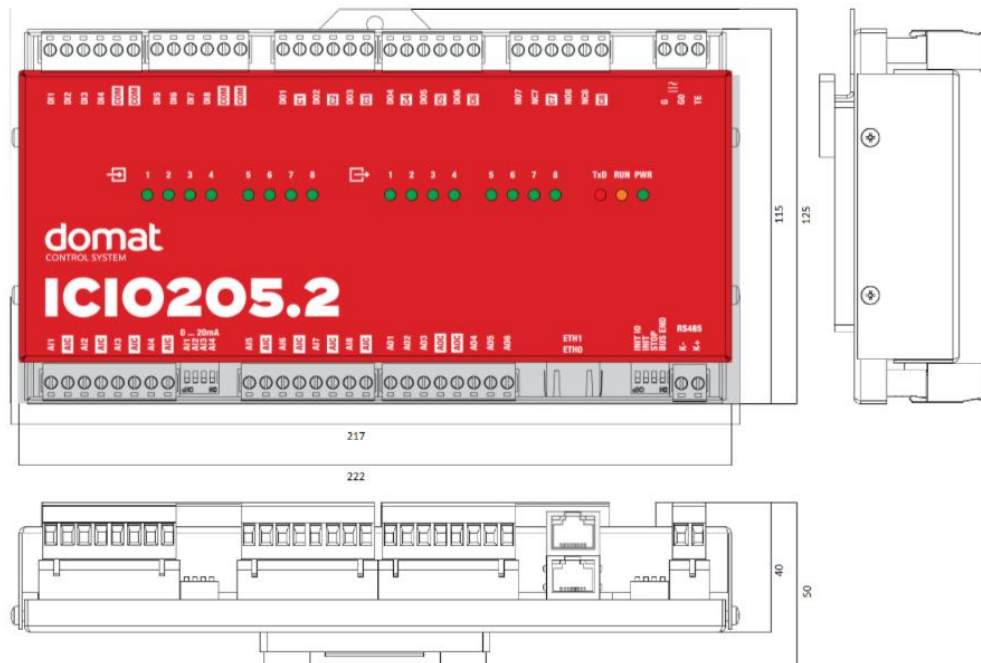 DI1 DI2 DI3 DI4 COM COM DI5 DI6 DI7 DI8 COM COM DO1 C1 DO2 C2 DO3 C3 DO4 C4 DO5 C5 DO6 C6 NO7 NC7 C7 NO8 NC8 C8 G G0 TE
1 2 3 4 5 6 7 8 1 2 3 4 5 6 7 8 TxD RUN PWR
domat
CONTROL SYSTEM
ICIO205.2
0 ... 20mA
AI1 AIC AI2 AIC AI3 AIC AI4 AIC AI1 AI2 AI3 AI4 AI5 AIC AI6 AIC AI7 AIC AI8 AIC AO1 AO2 AO3 AOC AOC AO4 AO5 AO6 ETH1 ETH0 INIT IO INIT STOP BUS END RS485 K- K+
115
125
217
222
40
50